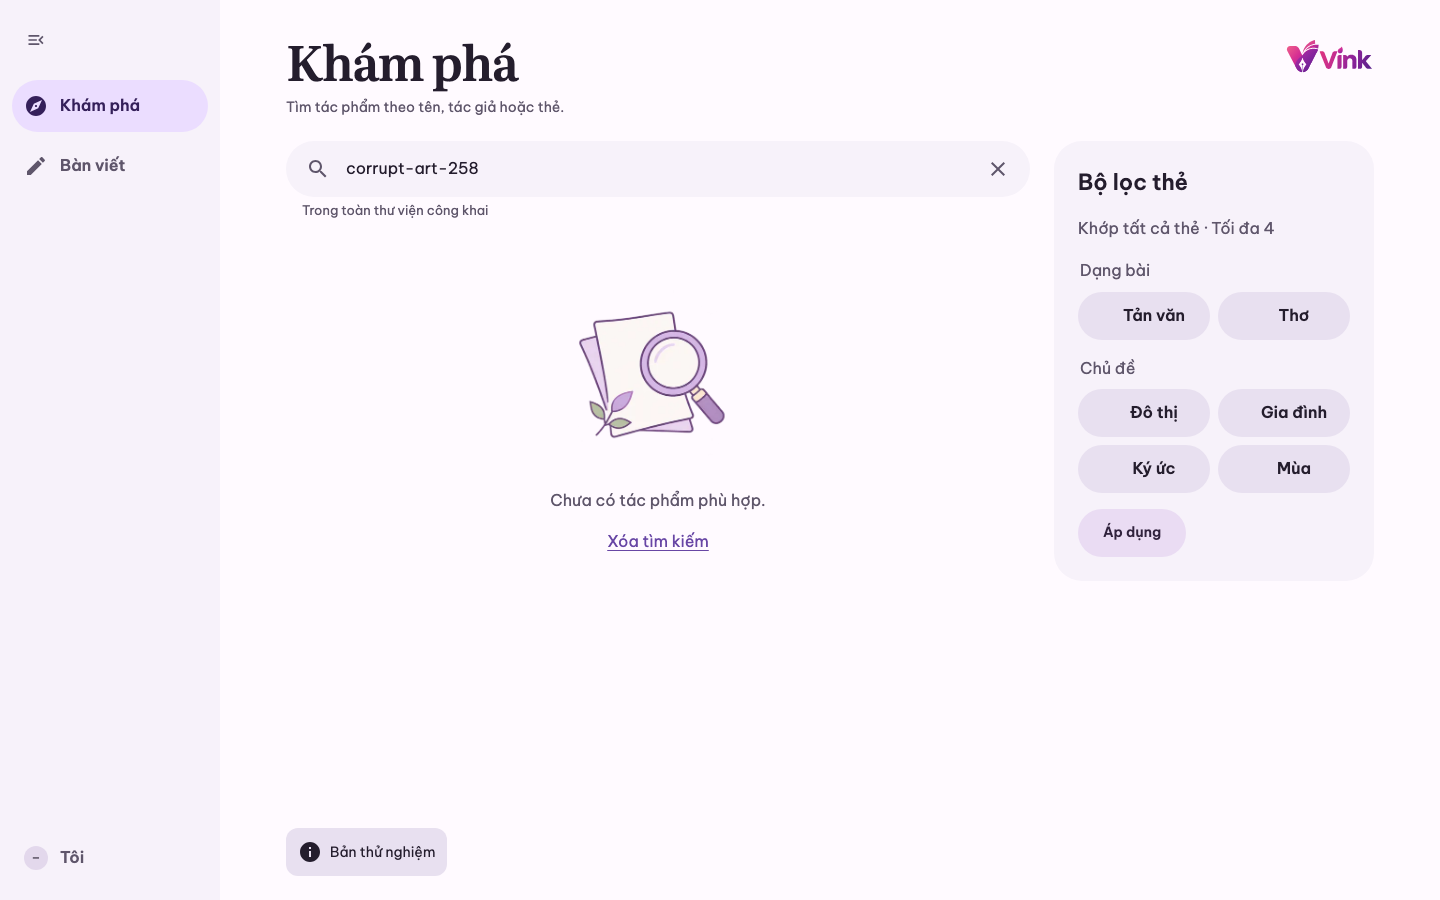 Khám phá
Bàn viết
Tôi
Khám phá
Tìm tác phẩm theo tên, tác giả hoặc thẻ.
Vink
corrupt-art-258
Trong toàn thư viện công khai
Chưa có tác phẩm phù hợp.
Xóa tìm kiếm
Bộ lọc thẻ
Khớp tất cả thẻ · Tối đa 4
Dạng bài
Tản văn
Thơ
Chủ đề
Đô thị
Gia đình
Ký ức
Mùa
Áp dụng
Bản thử nghiệm